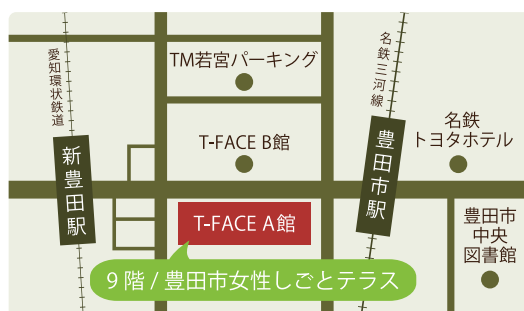 愛知環状鉄道
新豊田駅
TM若宮パーキング
T-FACE B館
T-FACE A館
9階 / 豊田市女性しごとテラス
名鉄三河線
豊田市駅
名鉄
トヨタホテル
豊田市
中央
図書館